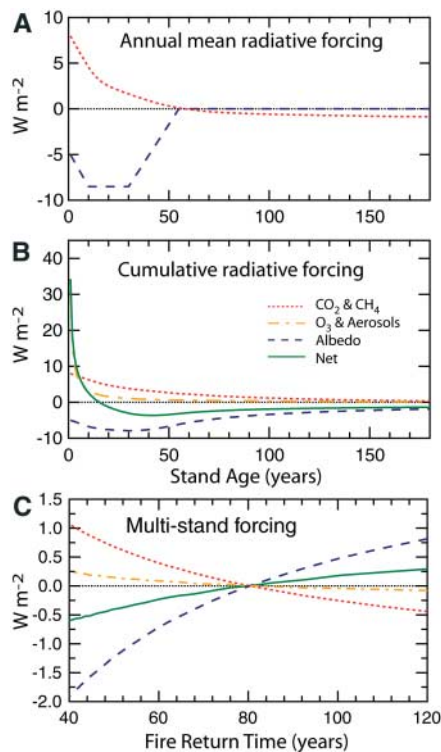 A
Annual mean radiative forcing
W m⁻²
10
5
0
-5
-10
0 50 100 150
B
Cumulative radiative forcing
W m⁻²
40
30
20
10
0
-10
CO₂ & CH₄
O₃ & Aerosols
Albedo
Net
0 50 100 150
Stand Age (years)
C
Multi-stand forcing
W m⁻²
1.5
1.0
0.5
0.0
-0.5
-1.0
-1.5
-2.0
40 60 80 100 120
Fire Return Time (years)